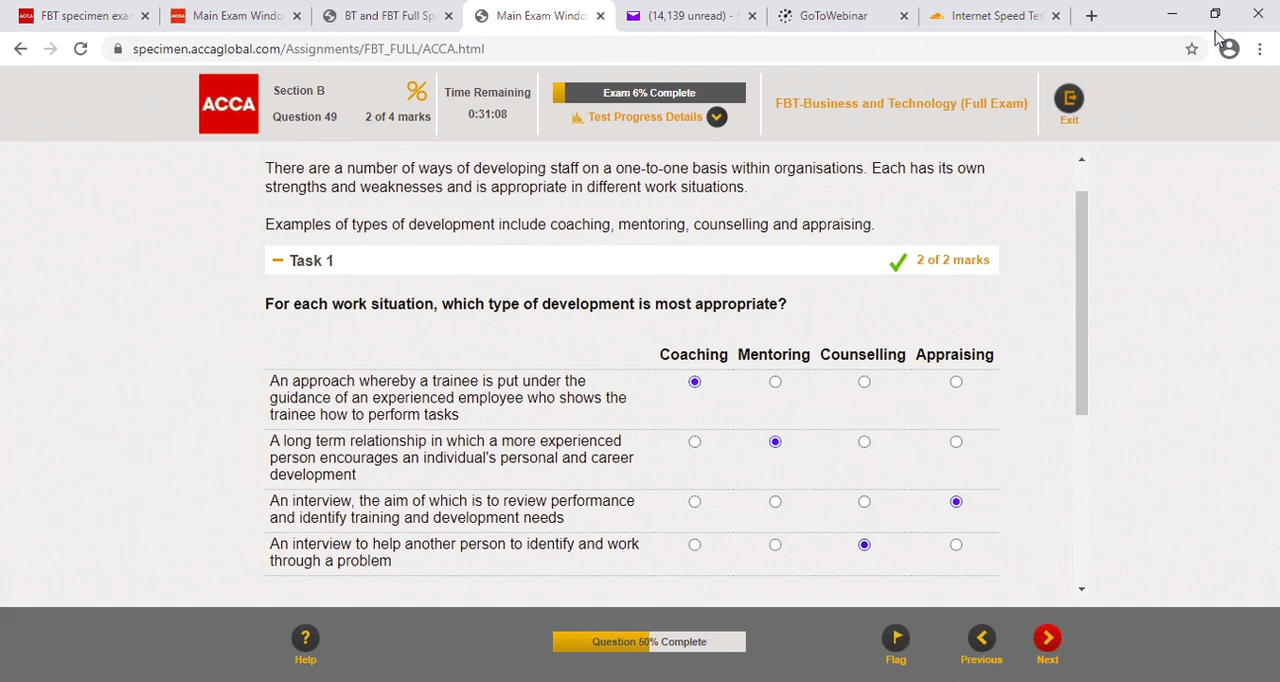 FBT specimen exar
Main Exam Windo
BT and FBT Full Sp
Main Exam Windo
(14,139 unread) - f
GoToWebinar
Internet Speed Tes
specimen.accaglobal.com/Assignments/FBT_FULL/ACCA.html
ACCA
Section B
Question 49
%
2 of 4 marks
Time Remaining
0:31:08
Exam 6% Complete
Test Progress Details
FBT-Business and Technology (Full Exam)
Exit
There are a number of ways of developing staff on a one-to-one basis within organisations. Each has its own
strengths and weaknesses and is appropriate in different work situations.
Examples of types of development include coaching, mentoring, counselling and appraising.
Task 1
2 of 2 marks
For each work situation, which type of development is most appropriate?
Coaching Mentoring Counselling Appraising
An approach whereby a trainee is put under the
guidance of an experienced employee who shows the
trainee how to perform tasks
A long term relationship in which a more experienced
person encourages an individual's personal and career
development
An interview, the aim of which is to review performance
and identify training and development needs
An interview to help another person to identify and work
through a problem
?
Help
Question 50% Complete
Flag
Previous
Next